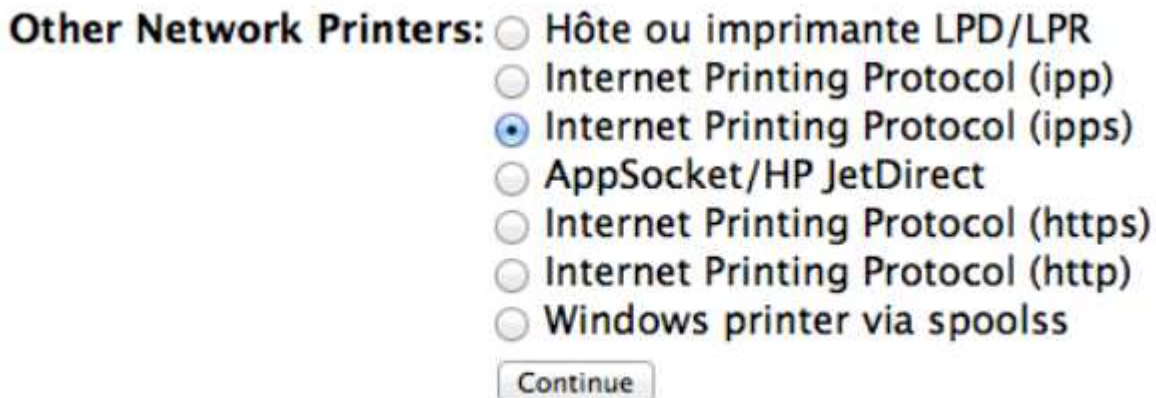 Other Network Printers: Hôte ou imprimante LPD/LPR
Internet Printing Protocol (ipp)
Internet Printing Protocol (ipps)
AppSocket/HP JetDirect
Internet Printing Protocol (https)
Internet Printing Protocol (http)
Windows printer via spoolss
Continue